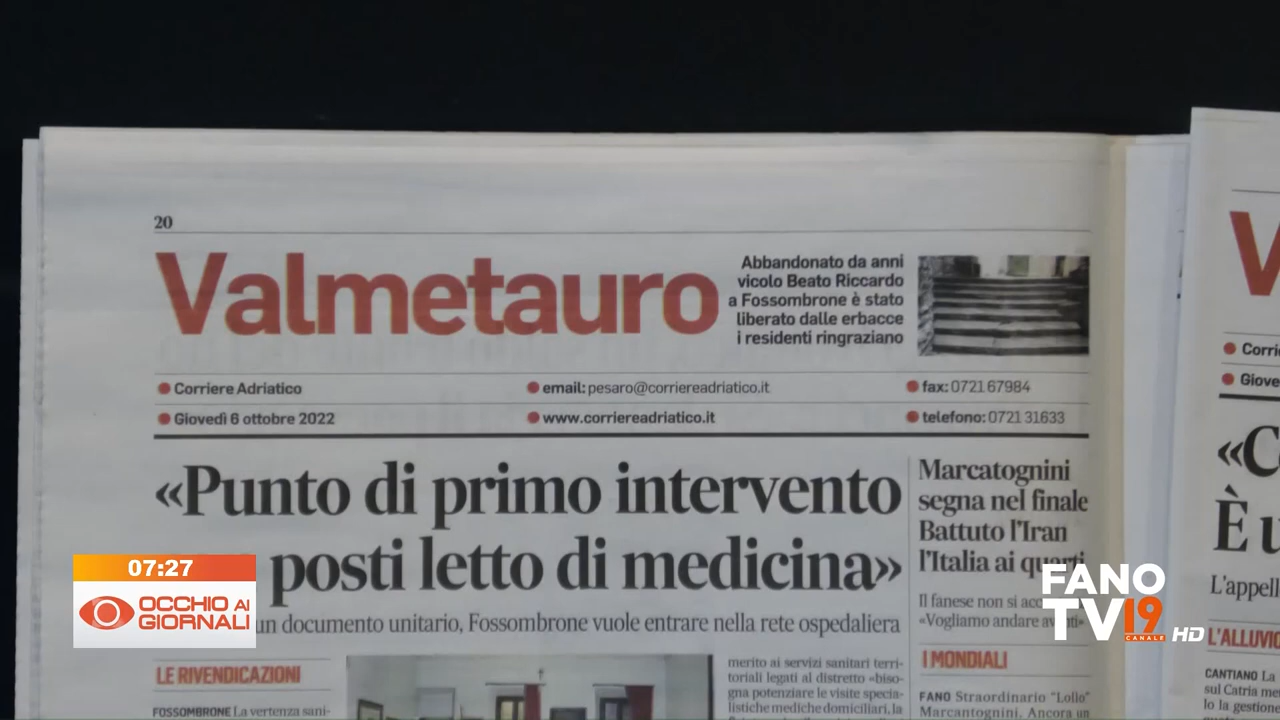 20
Valmetauro
Abbandonato da anni
vicolo Beato Riccardo
a Fossombrone è stato
liberato dalle erbacce
i residenti ringraziano
Corriere Adriatico
email: pesaro@corriereadriatico.it
fax: 0721 67984
Giovedì 6 ottobre 2022
www.corriereadriatico.it
telefono: 0721 31633
«Punto di primo intervento
posti letto di medicina»
un documento unitario, Fossombrone vuole entrare nella rete ospedaliera
LE RIVENDICAZIONI
FOSSOMBRONE La vertenza sani-
merito ai servizi sanitari terri-
toriali legati al distretto «biso-
gna potenziare le visite specia-
listiche mediche domiciliari, la
Marcatognini
segna nel finale
Battuto l'Iran
l'Italia ai quarti
Il fanese non si
«Vogliamo andare avanti»
I MONDIALI
FANO Straordinario "Lollo"
Marcantognini. Ancora un
V
Corri
Giove
«C
È u
L'appell
L'ALLUVIO
CANTIANO La
sul Catria me
lo la gestione
07:27
OCCHIO AI
GIORNALI
FANO
TV19
CANALE HD